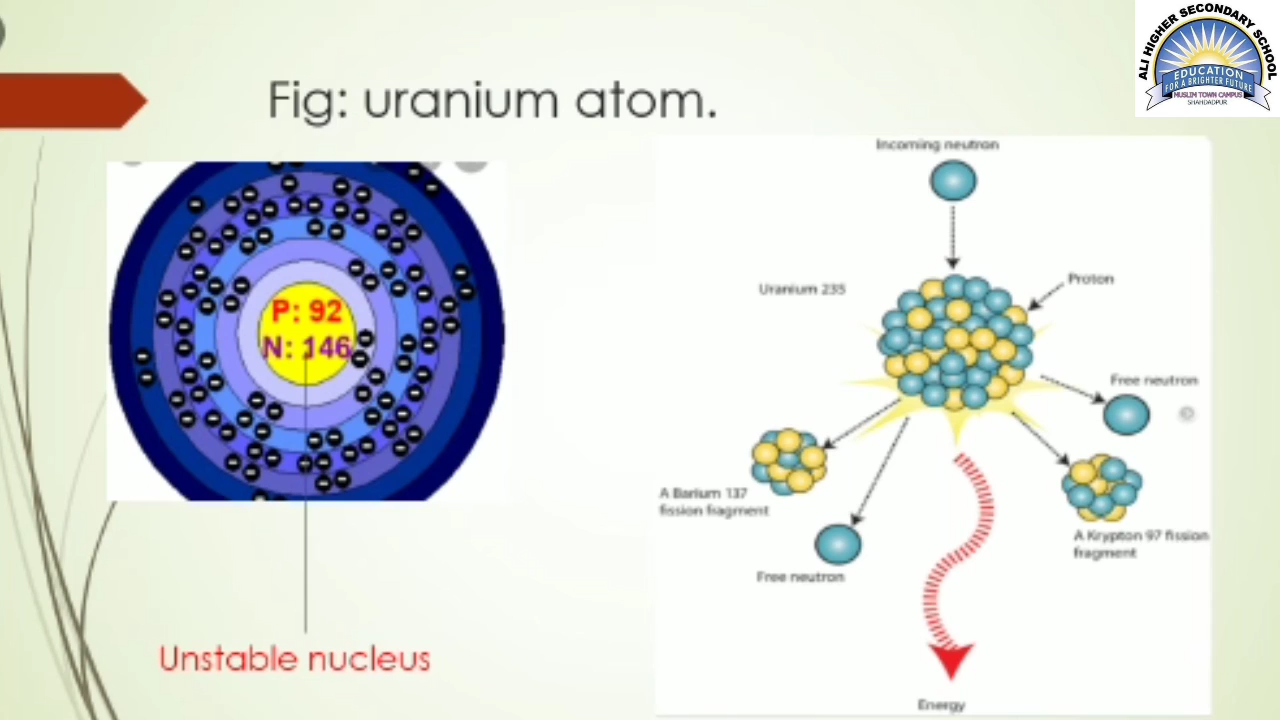 ALI HIGHER SECONDARY SCHOOL
EDUCATION
FOR A BRIGHTER FUTURE
MUSLIM TOWN CAMPUS
SHAHDADPUR
Fig: uranium atom.
P: 92
N: 146
Unstable nucleus
Incoming neutron
Uranium 235
Proton
Free neutron
A Barium 137
fission fragment
A Krypton 97 fission
fragment
Free neutron
Energy